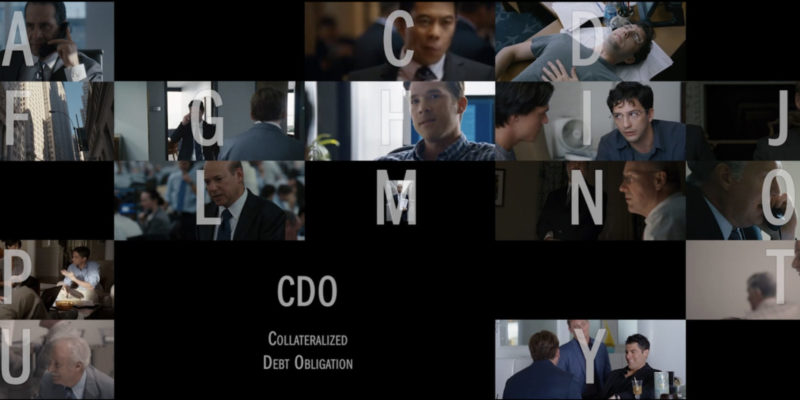 A C D
F G H I J
L M N O
P T
CDO
Collateralized
Debt Obligation
U Y